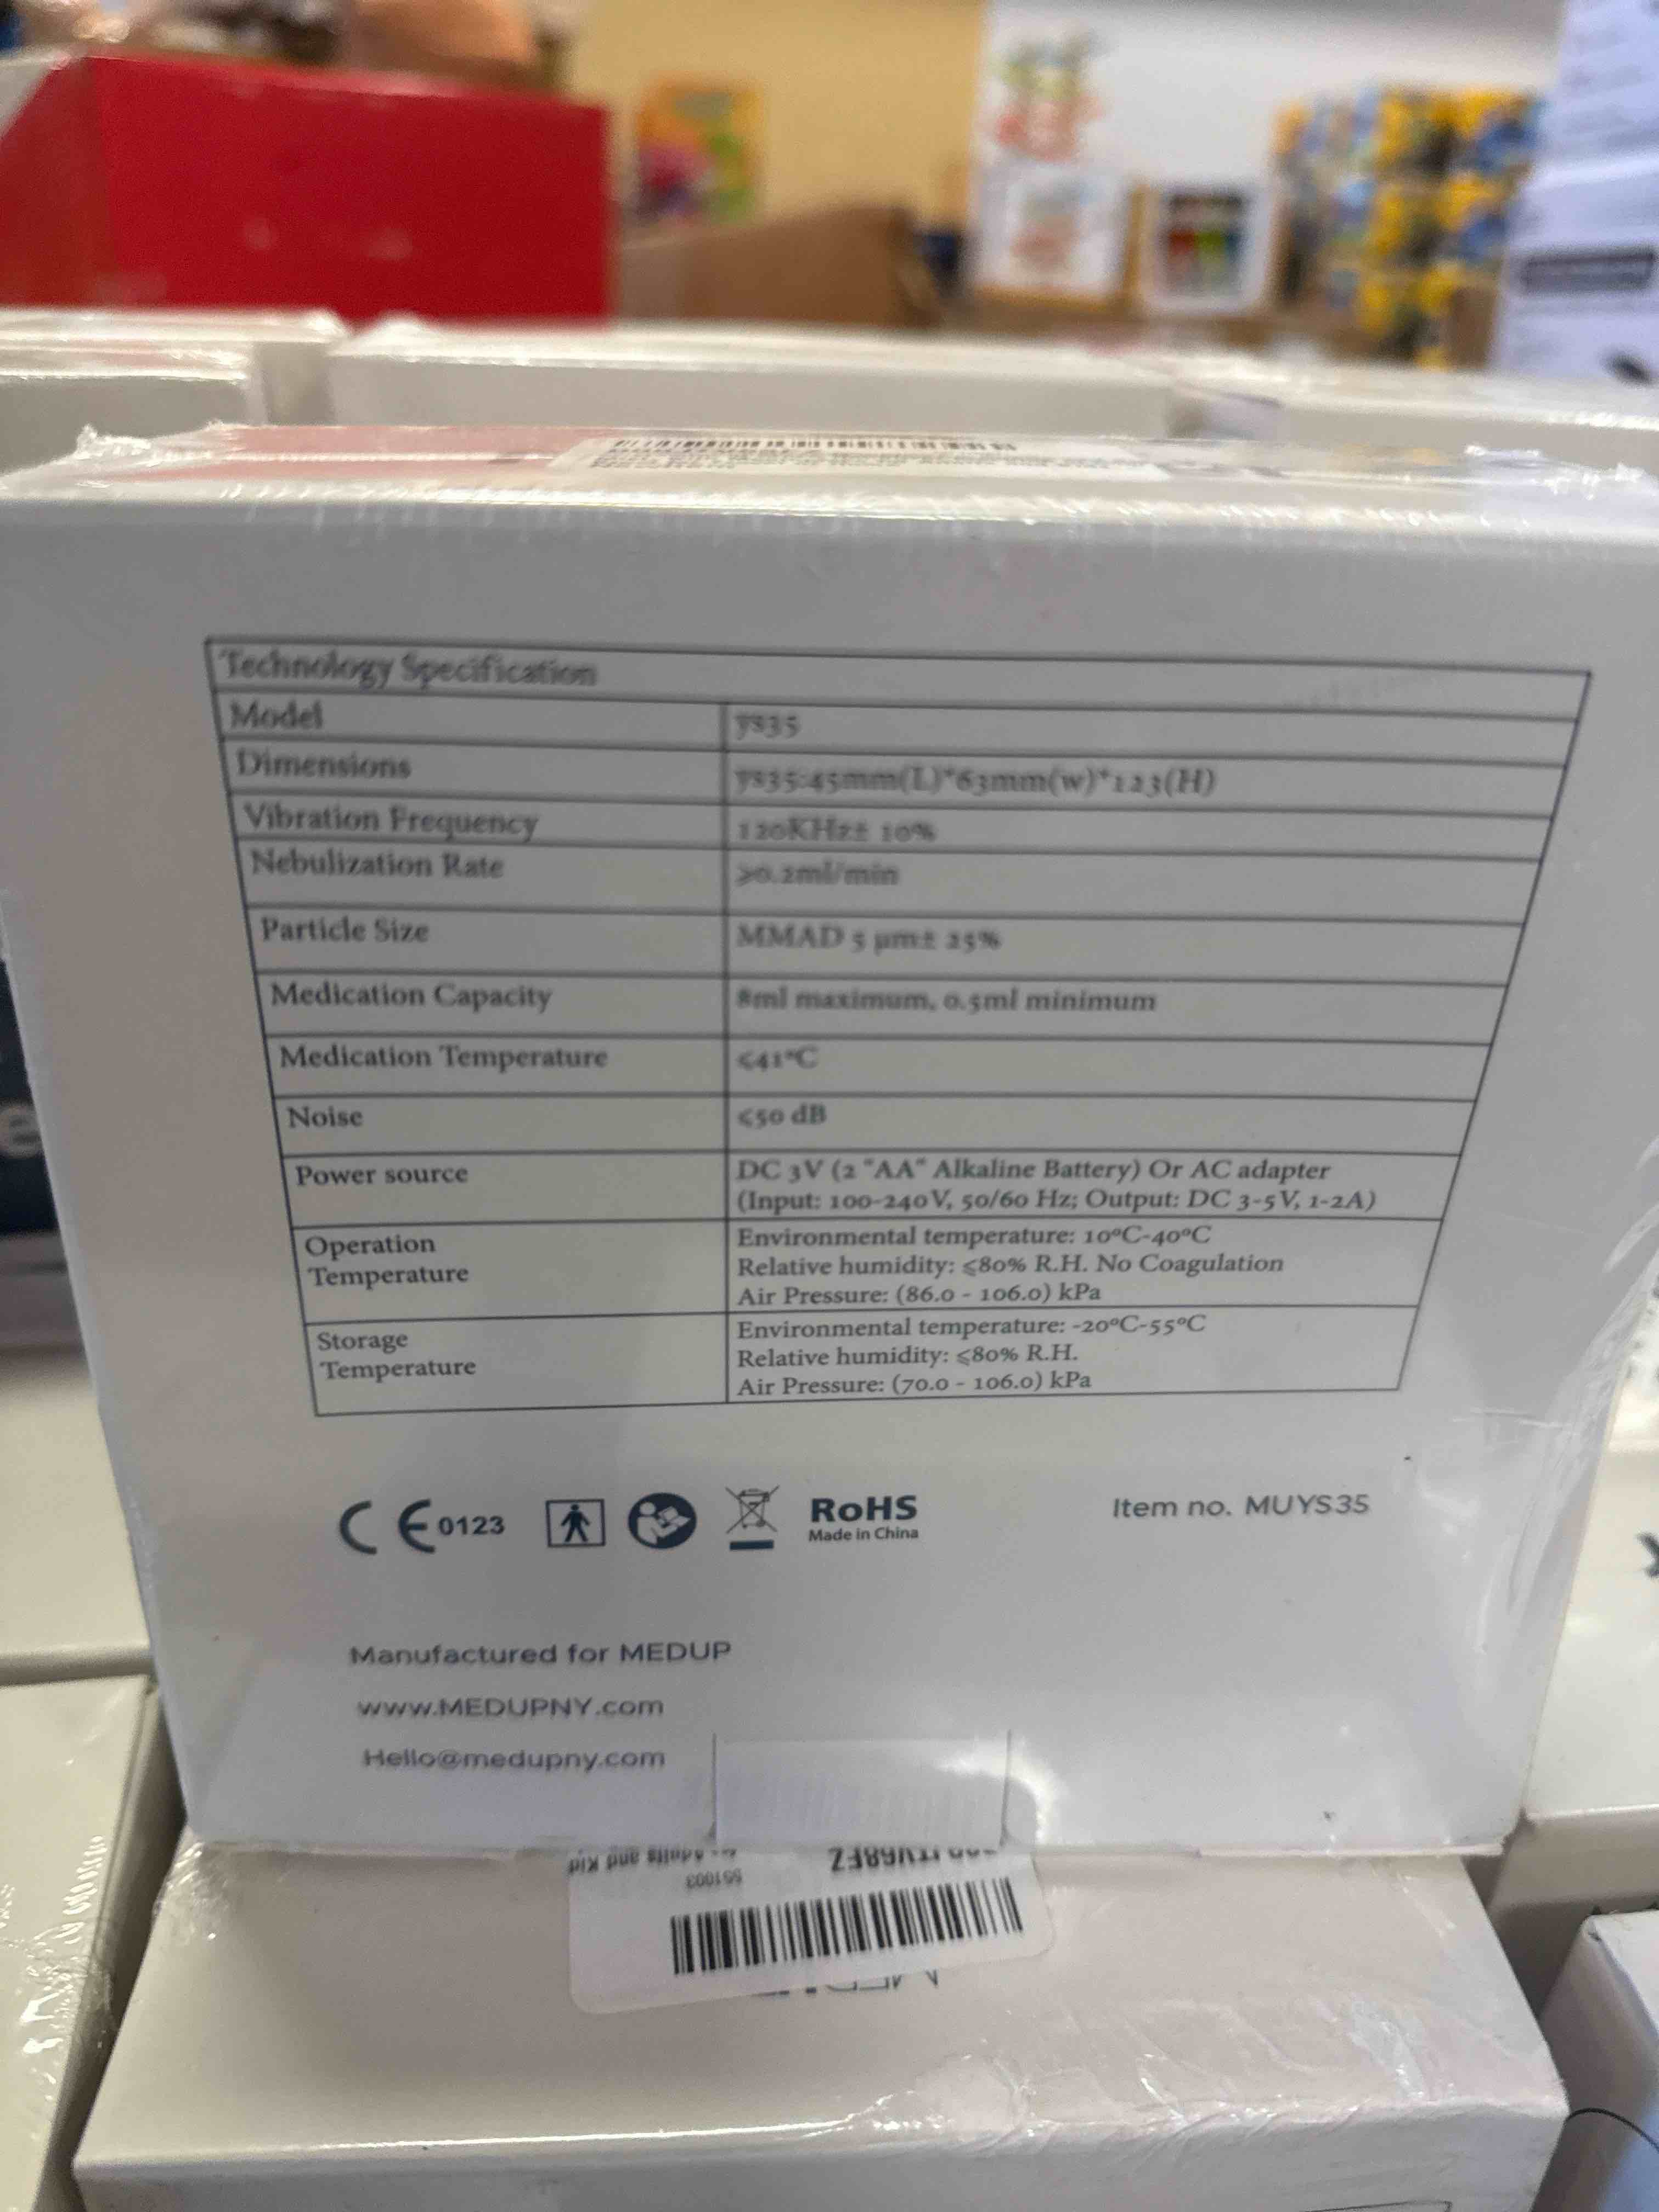 Technology Specification
Model
ys35
Dimensions
ys35:45mm(L)*63mm(w)*123(H)
Vibration Frequency
120KHz± 10%
Nebulization Rate
≥0.2ml/min
Particle Size
MMAD 5 µm± 25%
Medication Capacity
8ml maximum, 0.5ml minimum
Medication Temperature
≤41°C
Noise
≤50 dB
Power source
DC 3V (2 "AA" Alkaline Battery) Or AC adapter
(Input: 100-240V, 50/60 Hz; Output: DC 3-5V, 1-2A)
Operation
Temperature
Environmental temperature: 10°C-40°C
Relative humidity: ≤80% R.H. No Coagulation
Air Pressure: (86.0 - 106.0) kPa
Storage
Temperature
Environmental temperature: -20°C-55°C
Relative humidity: ≤80% R.H.
Air Pressure: (70.0 - 106.0) kPa
CE 0123
RoHS
Made in China
Item no. MUYS35
Manufactured for MEDUP
www.MEDUPNY.com
Hello@medupny.com
Adults and Kid
551003